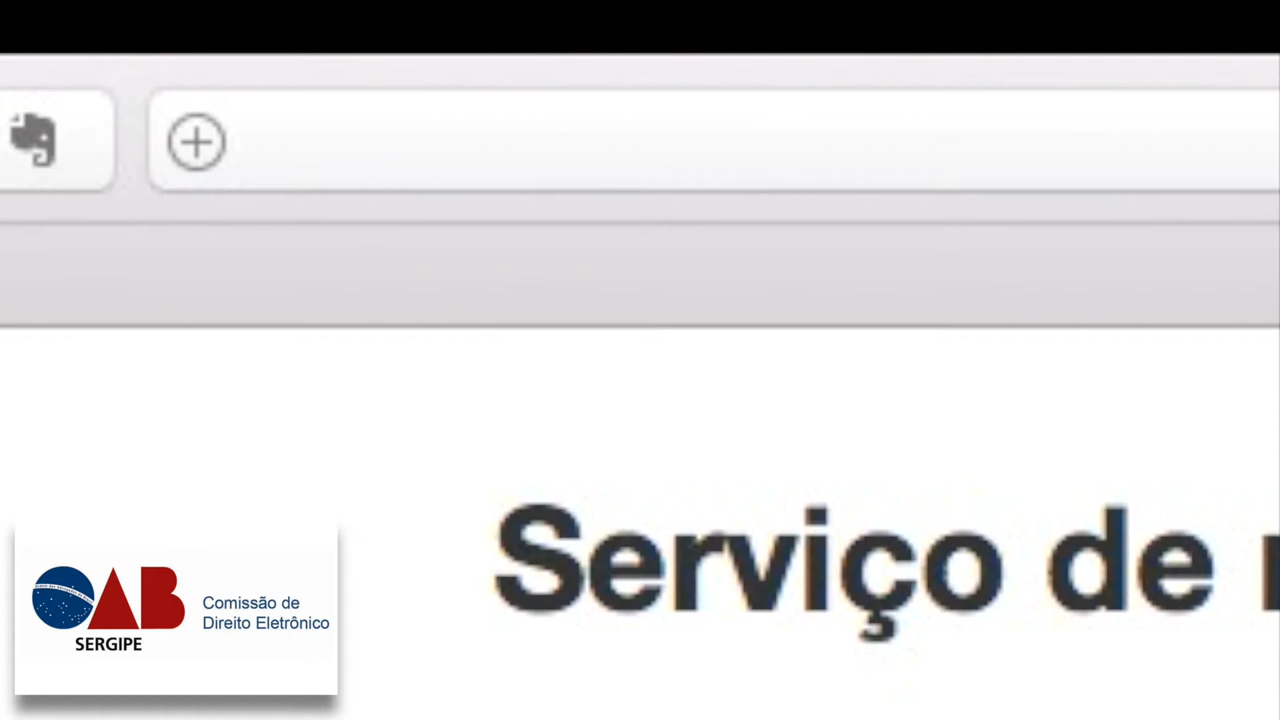 Serviço de
OAB
SERGIPE
Comissão de
Direito Eletrônico